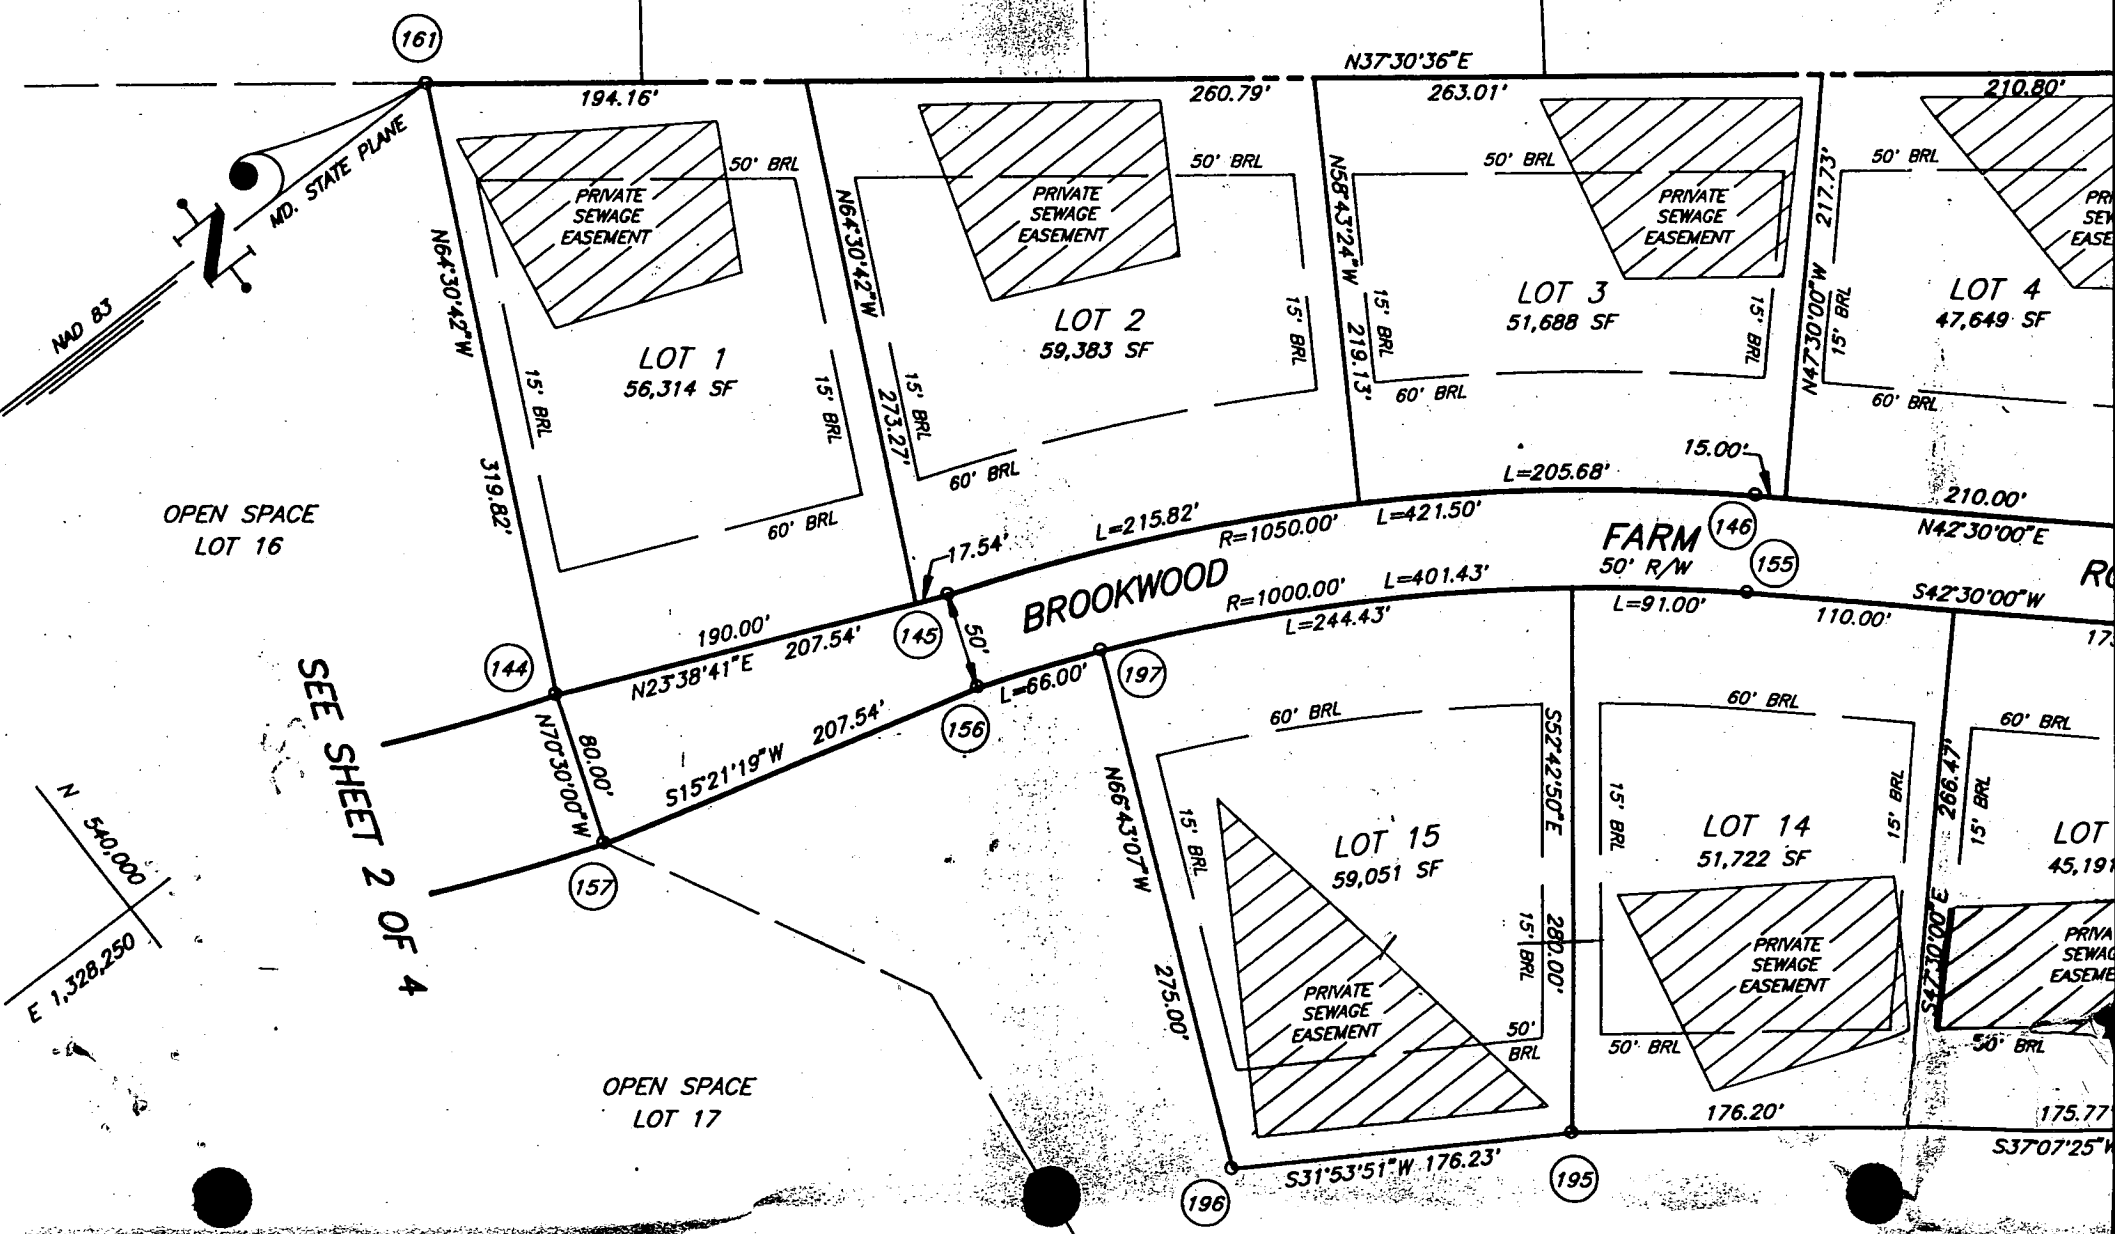 161
N37°30'36"E
194.16'
260.79'
263.01'
210.80'
MD. STATE PLANE
NAD 83
50' BRL
50' BRL
50' BRL
50' BRL
PRIVATE
SEWAGE
EASEMENT
PRIVATE
SEWAGE
EASEMENT
PRIVATE
SEWAGE
EASEMENT
N64°30'42"W
319.82'
N64°30'42"W
273.27'
N58°43'24"W
219.13'
N47°30'00"W
217.73'
LOT 1
56,314 SF
LOT 2
59,383 SF
LOT 3
51,688 SF
LOT 4
47,649 SF
15' BRL
15' BRL
15' BRL
15' BRL
15' BRL
15' BRL
15' BRL
60' BRL
60' BRL
60' BRL
60' BRL
OPEN SPACE
LOT 16
L=215.82'
R=1050.00'
L=421.50'
L=205.68'
15.00'
146
210.00'
N42°30'00"E
17.54'
190.00'
207.54'
N23°38'41"E
144
145
50'
BROOKWOOD
FARM
50' R/W
155
R=1000.00'
L=401.43'
L=244.43'
L=91.00'
110.00'
S42°30'00"W
L=66.00'
197
156
207.54'
S15°21'19"W
N70°30'00"W
80.00'
157
SEE SHEET 2 OF 4
N 540,000
E 1,328,250
60' BRL
60' BRL
60' BRL
N66°43'07"W
275.00'
S52°42'50"E
280.00'
266.47'
S47°30'00"E
15' BRL
15' BRL
15' BRL
15' BRL
15' BRL
LOT 15
59,051 SF
LOT 14
51,722 SF
LOT
45,191
PRIVATE
SEWAGE
EASEMENT
PRIVATE
SEWAGE
EASEMENT
50'
BRL
50' BRL
50' BRL
OPEN SPACE
LOT 17
S31°53'51"W 176.23'
176.20'
175.77'
S37°07'25"W
196
195